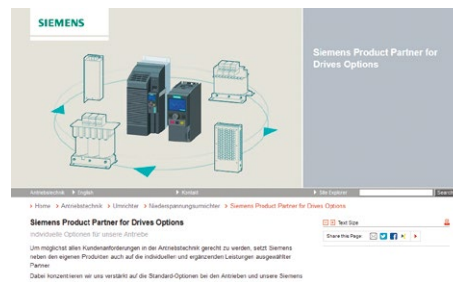 SIEMENS
Siemens Product Partner for
Drives Options
Antriebstechnik
English
Kontakt
Site Explorer
Search
Home > Antriebstechnik > Umrichter > Niederspannungsumrichter > Siemens Product Partner for Drives Options
Siemens Product Partner for Drives Options
Individuelle Optionen für unsere Antriebe
Text Size
Share this Page
Um möglichst allen Kundenanforderungen in der Antriebstechnik gerecht zu werden, setzt Siemens
neben den eigenen Produkten auch auf die individuellen und ergänzenden Leistungen ausgewählter
Partner.
Dabei konzentrieren wir uns verstärkt auf die Standard-Optionen bei den Antrieben und unsere Siemens